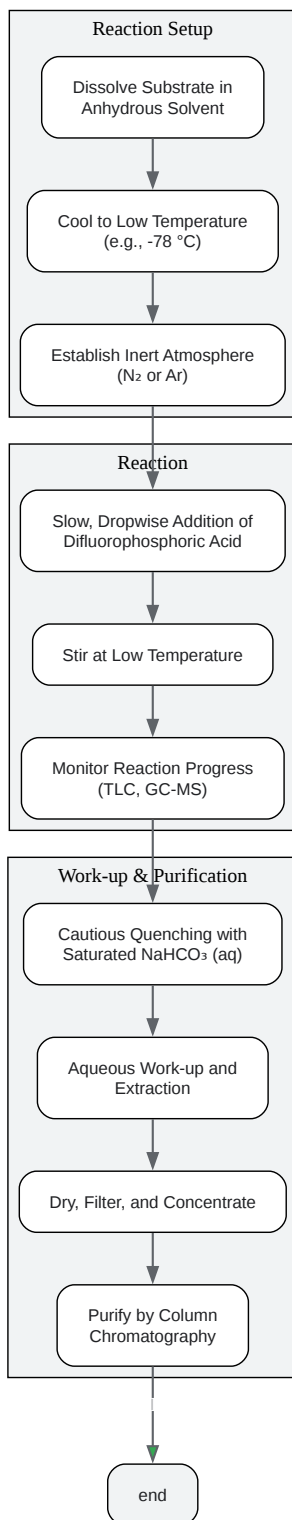 Reaction Setup
Dissolve Substrate in
Anhydrous Solvent
Cool to Low Temperature
(e.g., -78 °C)
Establish Inert Atmosphere
(N₂ or Ar)
Reaction
Slow, Dropwise Addition of
Difluorophosphoric Acid
Stir at Low Temperature
Monitor Reaction Progress
(TLC, GC-MS)
Work-up & Purification
Cautious Quenching with
Saturated NaHCO₃ (aq)
Aqueous Work-up and
Extraction
Dry, Filter, and Concentrate
Purify by Column
Chromatography
end